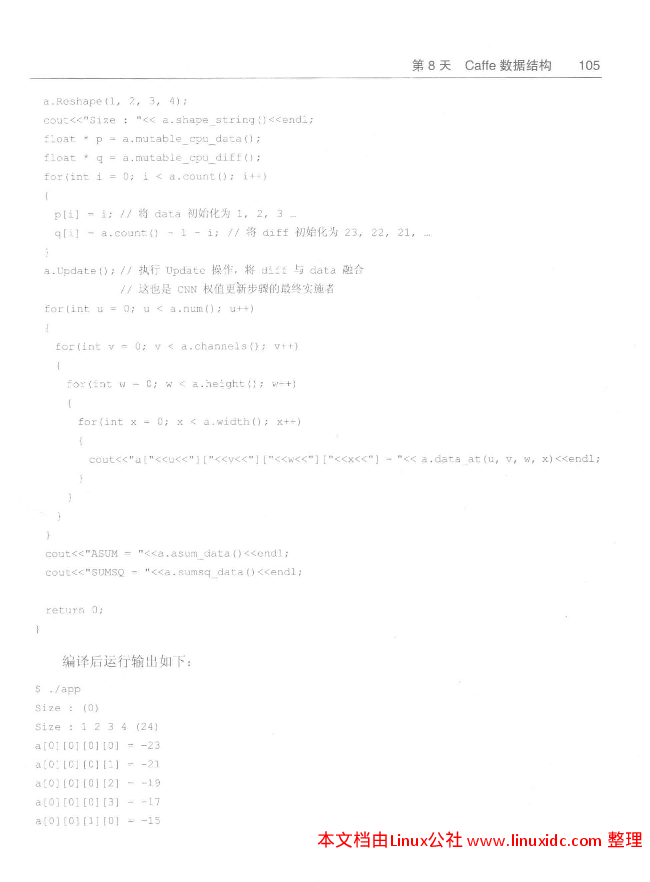 第 8 天 Caffe 数据结构 105
a.Reshape(1, 2, 3, 4);
cout<<"Size : "<< a.shape_string()<<endl;
float * p = a.mutable_cpu_data();
float * q = a.mutable_cpu_diff();
for(int i = 0; i < a.count(); i++)
{
p[i] = i; // 将 data 初始化为 1, 2, 3 …
q[i] = a.count() - 1 - i; // 将 diff 初始化为 23, 22, 21, …
}
a.Update(); // 执行 Update 操作，将 diff 与 data 融合
// 这也是 CNN 权值更新步骤的最终实施者
for(int u = 0; u < a.num(); u++)
{
for(int v = 0; v < a.channels(); v++)
{
for(int w = 0; w < a.height(); w++)
{
for(int x = 0; x < a.width(); x++)
{
cout<<"a["<<u<<"]["<<v<<"]["<<w<<"]["<<x<<"] = "<< a.data_at(u, v, w, x)<<endl;
}
}
}
}
cout<<"ASUM = "<<a.asum_data()<<endl;
cout<<"SUMSQ = "<<a.sumsq_data()<<endl;
return 0;
}
编译后运行输出如下：
$ ./app
Size : (0)
Size : 1 2 3 4 (24)
a[0][0][0][0] = -23
a[0][0][0][1] = -21
a[0][0][0][2] = -19
a[0][0][0][3] = -17
a[0][0][1][0] = -15
本文档由Linux公社 www.linuxidc.com 整理